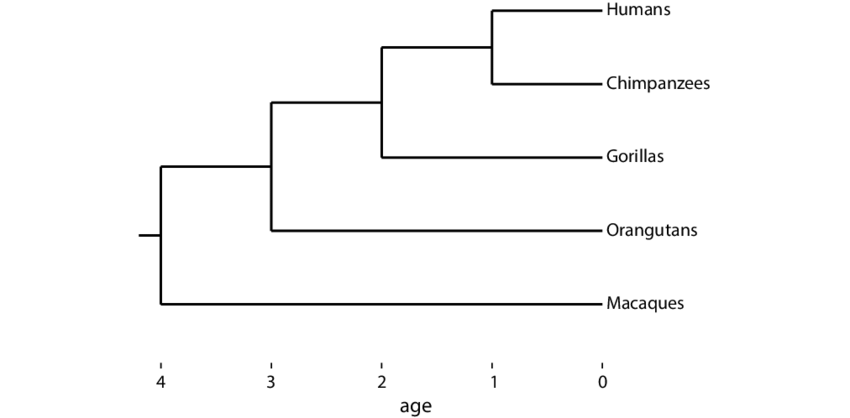 Humans
Chimpanzees
Gorillas
Orangutans
Macaques
4 3 2 1 0
age